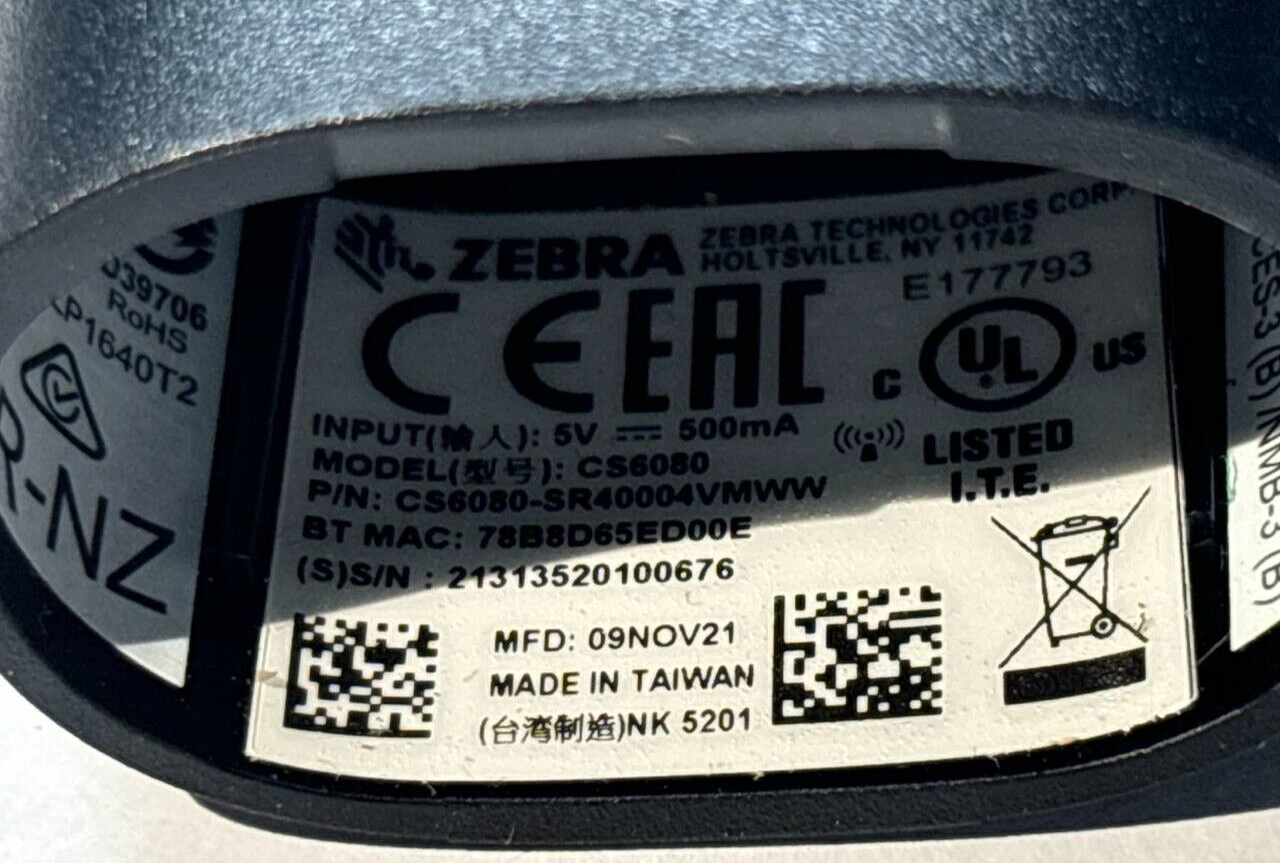 039706
RoHS
P1640T2
R-NZ
ZEBRA
ZEBRA TECHNOLOGIES CORP.
HOLTSVILLE, NY 11742
E177793
CE EAC
C UL US
LISTED
I.T.E.
INPUT(输入): 5V ⎓ 500mA
MODEL(型号): CS6080
P/N: CS6080-SR40004VMWW
BT MAC: 78B8D65ED00E
(S)S/N : 21313520100676
MFD: 09NOV21
MADE IN TAIWAN
(台湾制造)NK 5201
CES-3 (B)/NMB-3 (B)